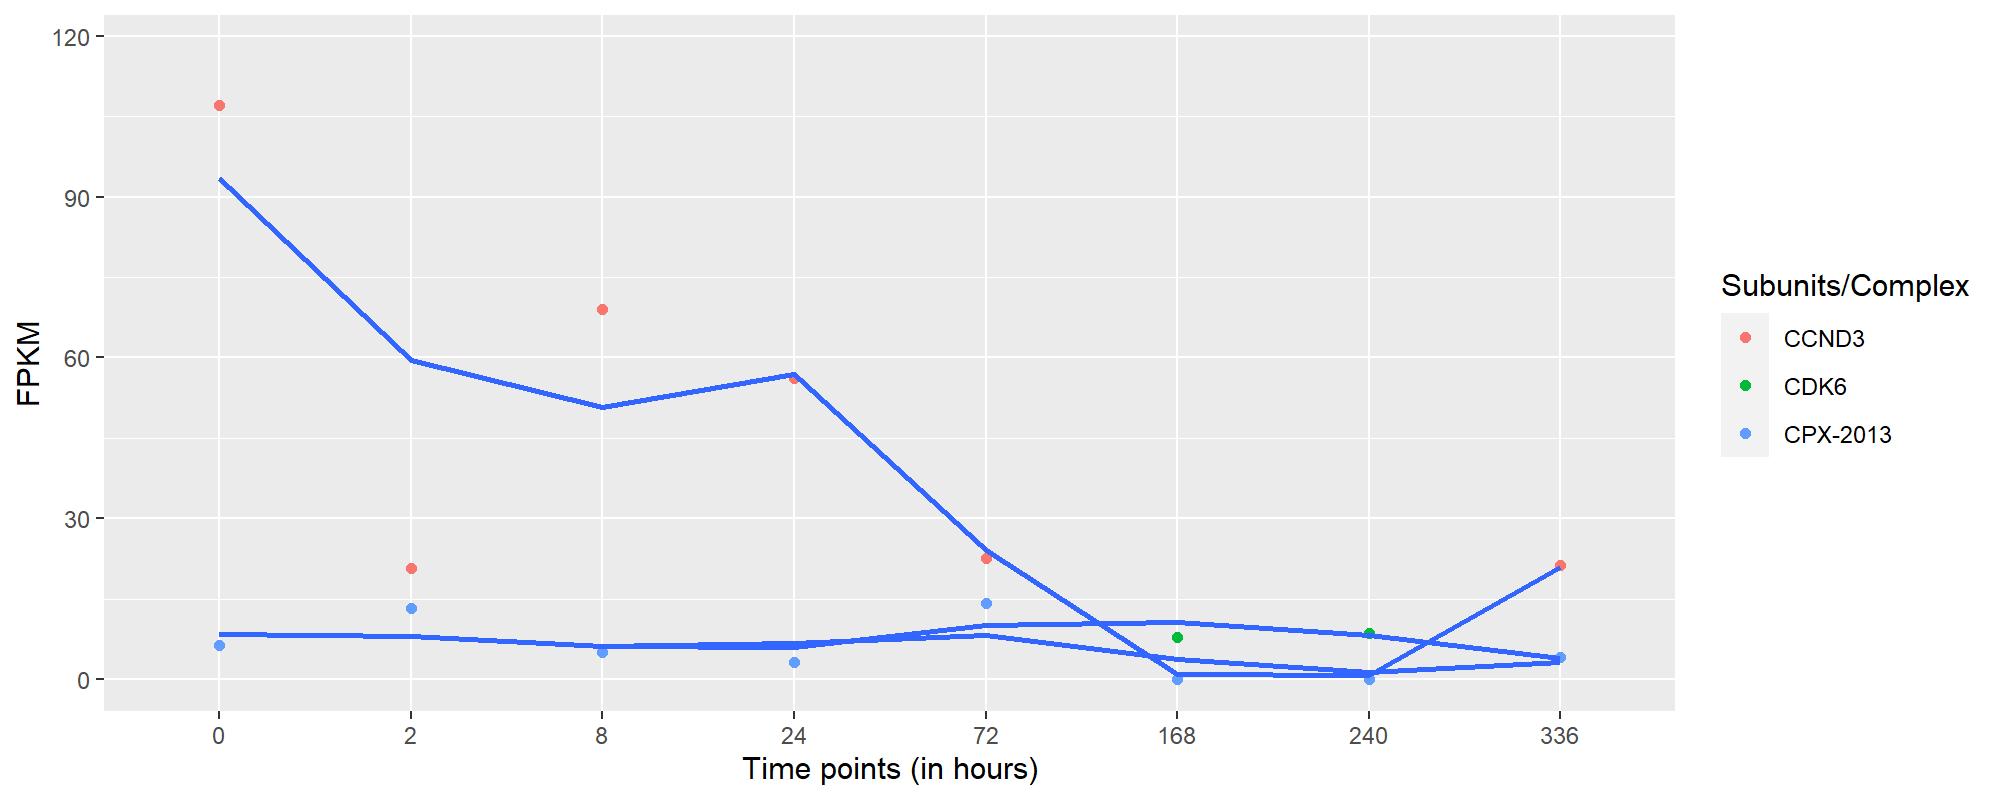 120
90
60
30
0
FPKM
0 2 8 24 72 168 240 336
Time points (in hours)
Subunits/Complex
CCND3
CDK6
CPX-2013